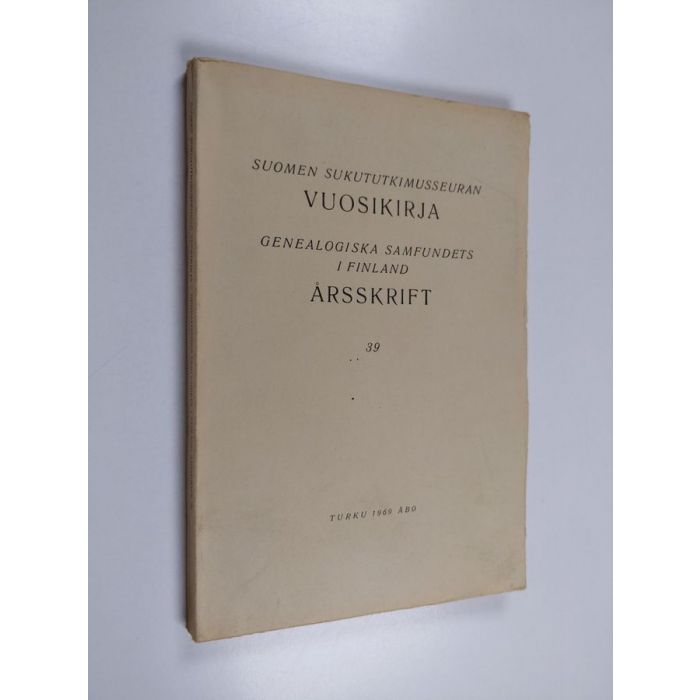 SUOMEN SUKUTUTKIMUSSEURAN
VUOSIKIRJA
GENEALOGISKA SAMFUNDETS
I FINLAND
ÅRSSKRIFT
39
TURKU 1969 ÅBO